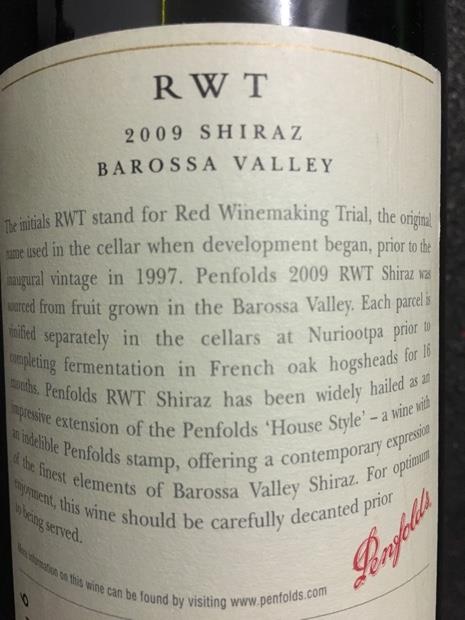 RWT
2009 SHIRAZ
BAROSSA VALLEY
The initials RWT stand for Red Winemaking Trial, the original
name used in the cellar when development began, prior to the
inaugural vintage in 1997. Penfolds 2009 RWT Shiraz was
sourced from fruit grown in the Barossa Valley. Each parcel is
vinified separately in the cellars at Nuriootpa prior to
completing fermentation in French oak hogsheads for 16
months. Penfolds RWT Shiraz has been widely hailed as an
impressive extension of the Penfolds 'House Style' – a wine with
an indelible Penfolds stamp, offering a contemporary expression
of the finest elements of Barossa Valley Shiraz. For optimum
enjoyment, this wine should be carefully decanted prior
to being served.
Penfolds.
More information on this wine can be found by visiting www.penfolds.com